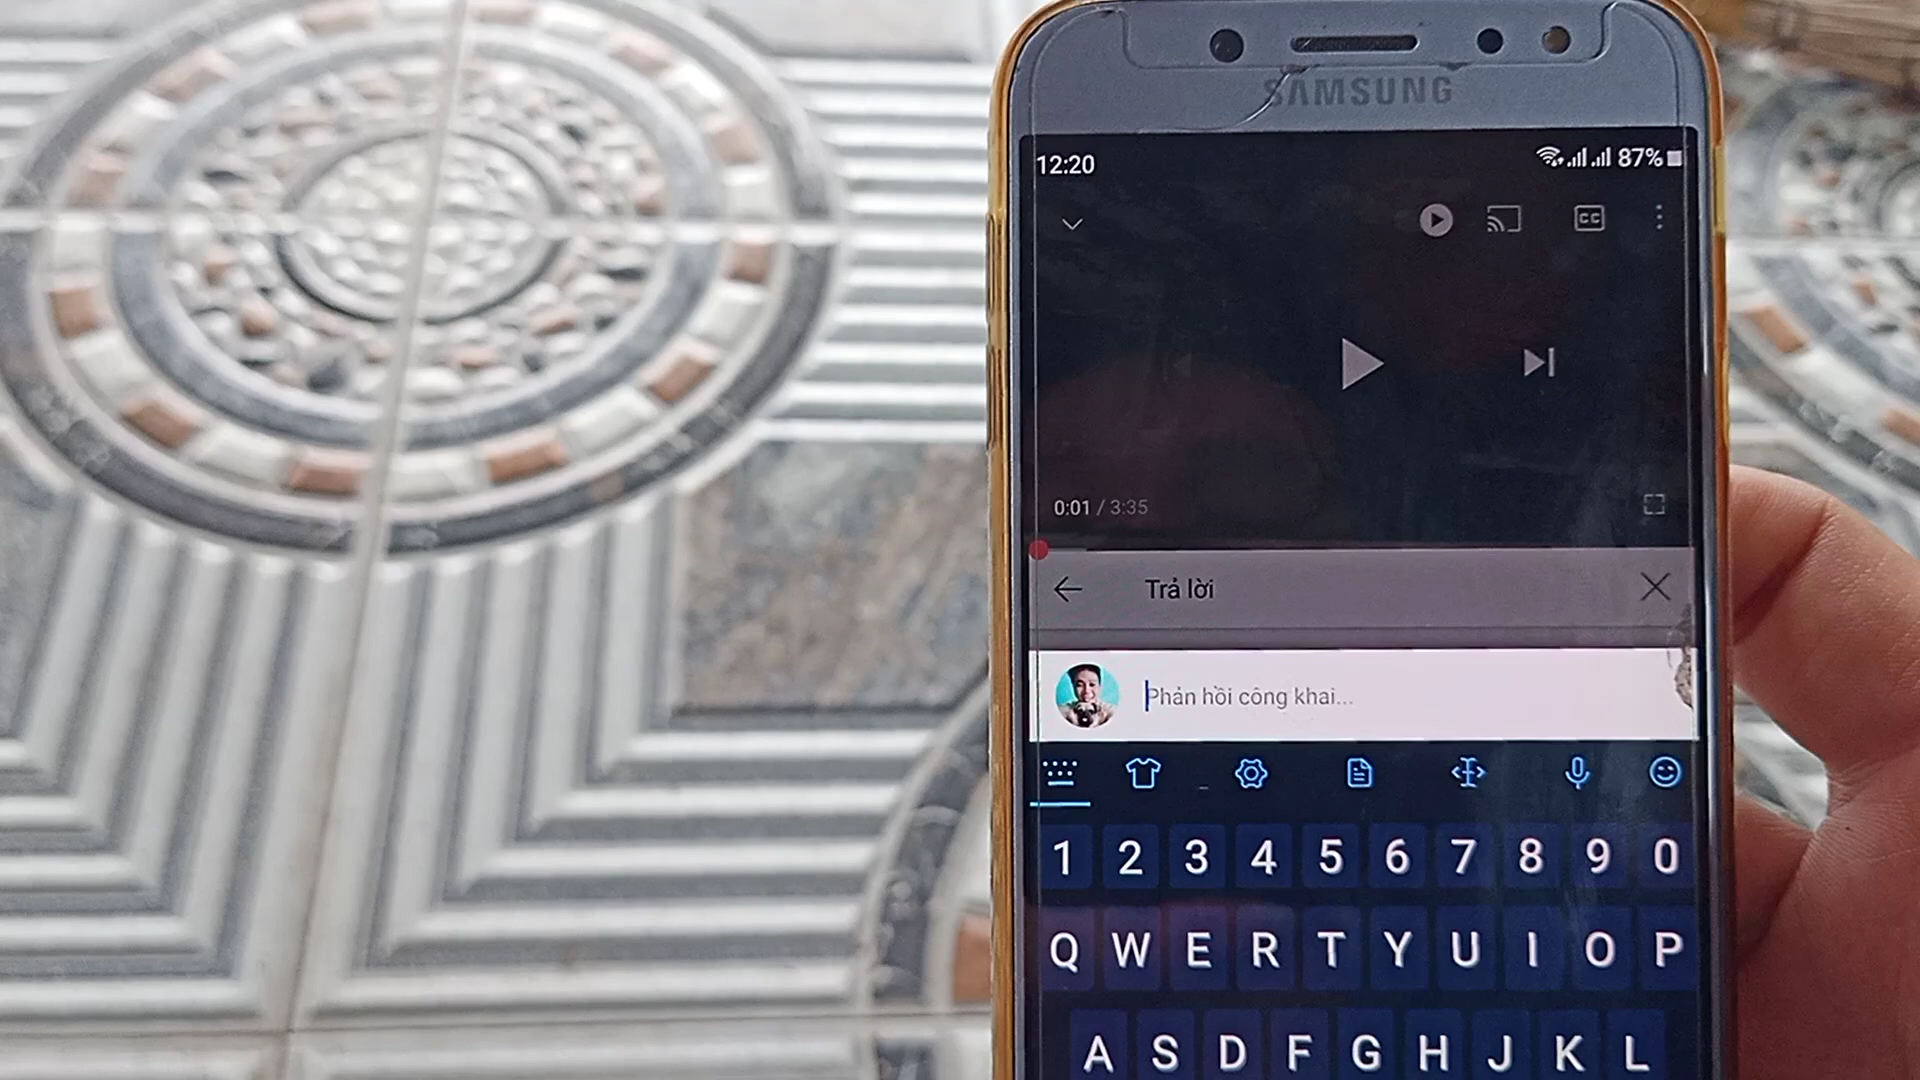 SAMSUNG
12:20
87%
CC
0:01 / 3:35
Trả lời
Phản hồi công khai...
1 2 3 4 5 6 7 8 9 0
Q W E R T Y U I O P
A S D F G H J K L